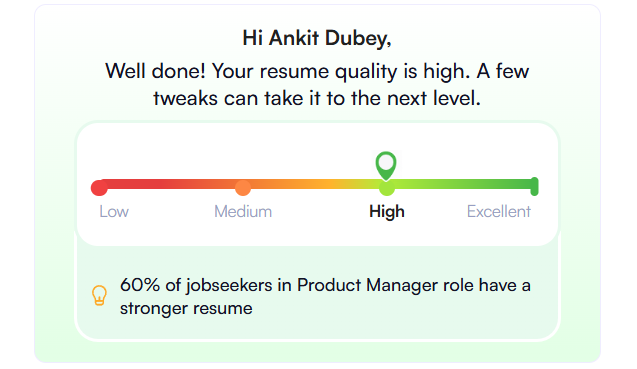 Hi Ankit Dubey,
Well done! Your resume quality is high. A few
tweaks can take it to the next level.
Low
Medium
High
Excellent
60% of jobseekers in Product Manager role have a
stronger resume